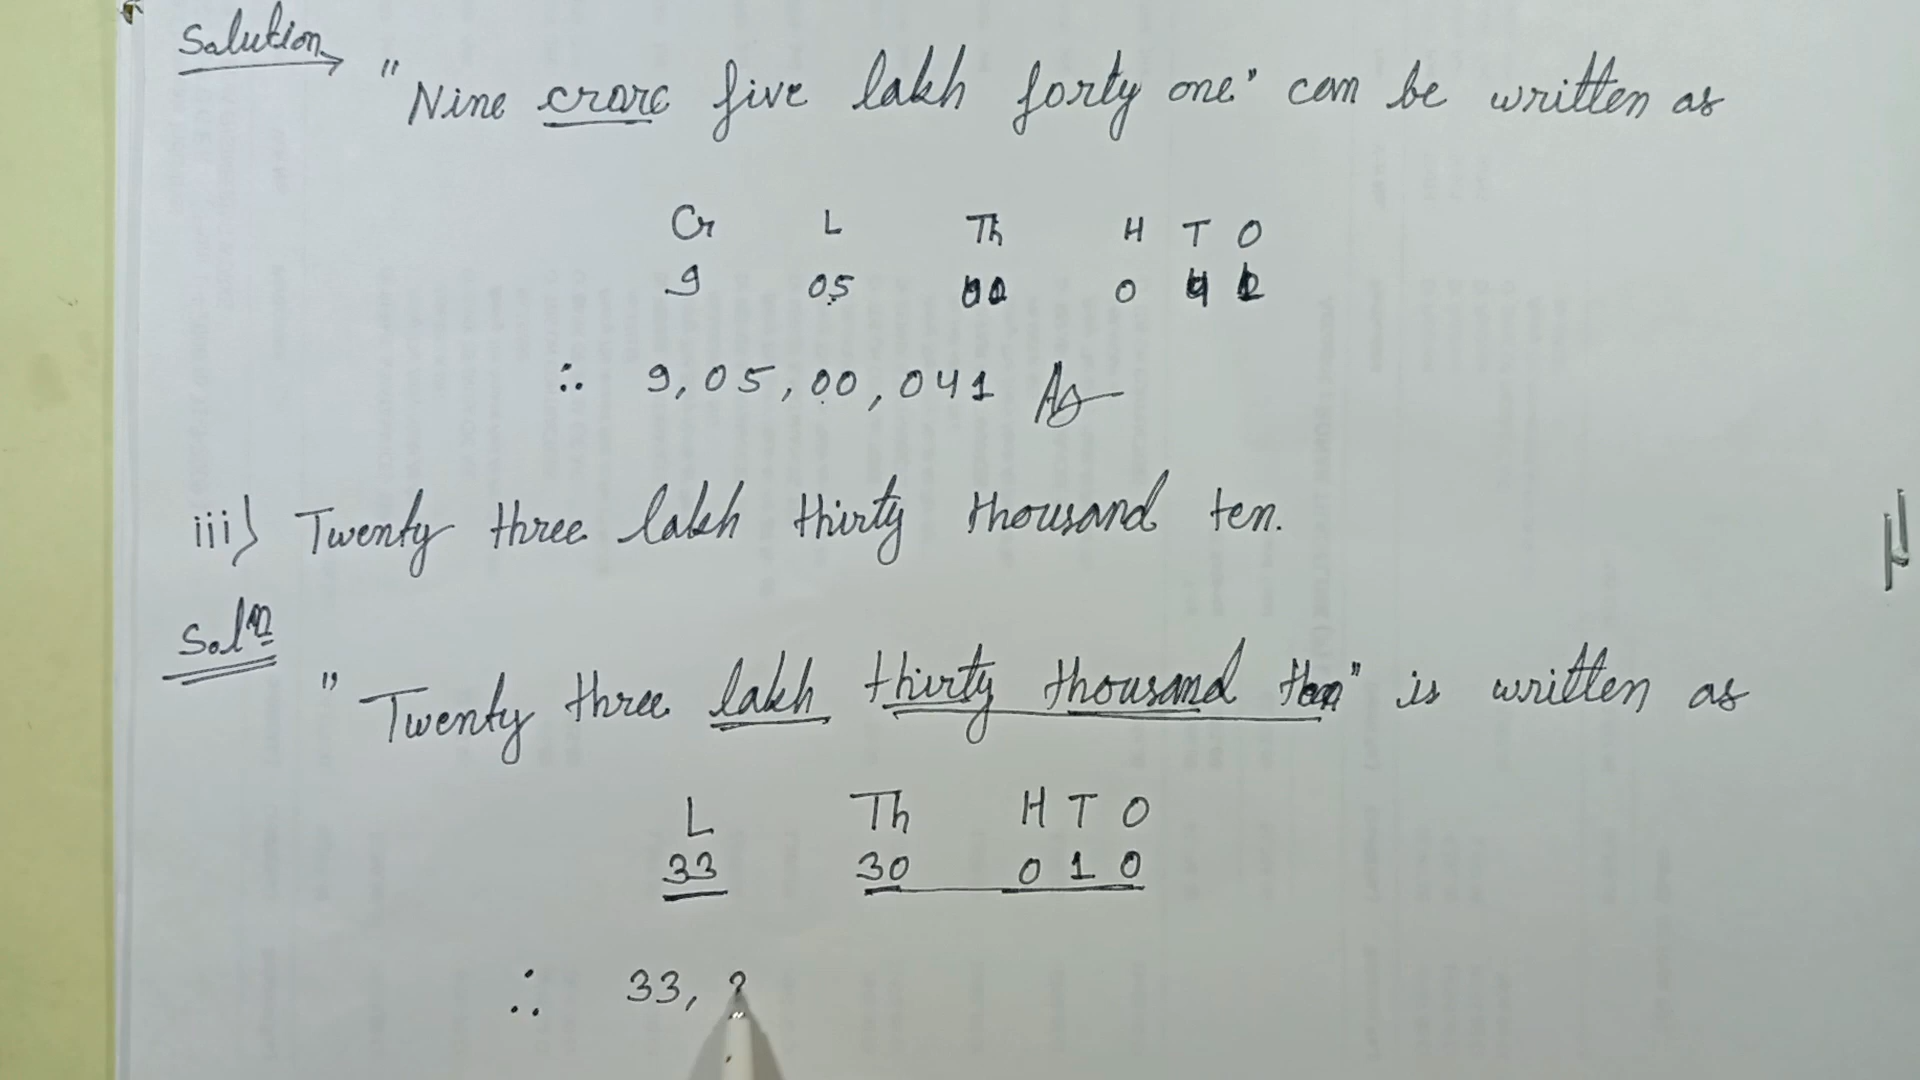 Solution
"Nine crore five lakh forty one" can be written as
Cr L Th H T O
9 05 00 0 4 1
∴ 9,05,00,041 As
iii) Twenty three lakh thirty thousand ten.
Solⁿ
"Twenty three lakh thirty thousand ten" is written as
L Th H T O
33 30 0 1 0
∴ 33,